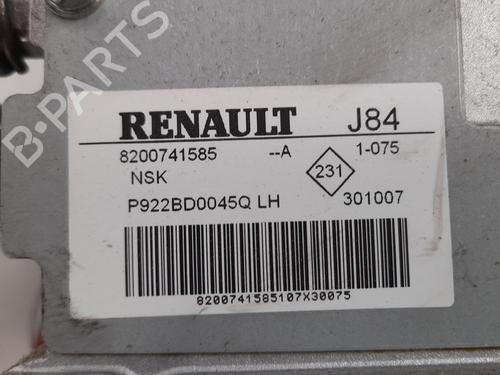 B-PARTS
RENAULT J84
8200741585 --A 1-075
NSK 231
P922BD0045Q LH 301007
8200741585107X30075